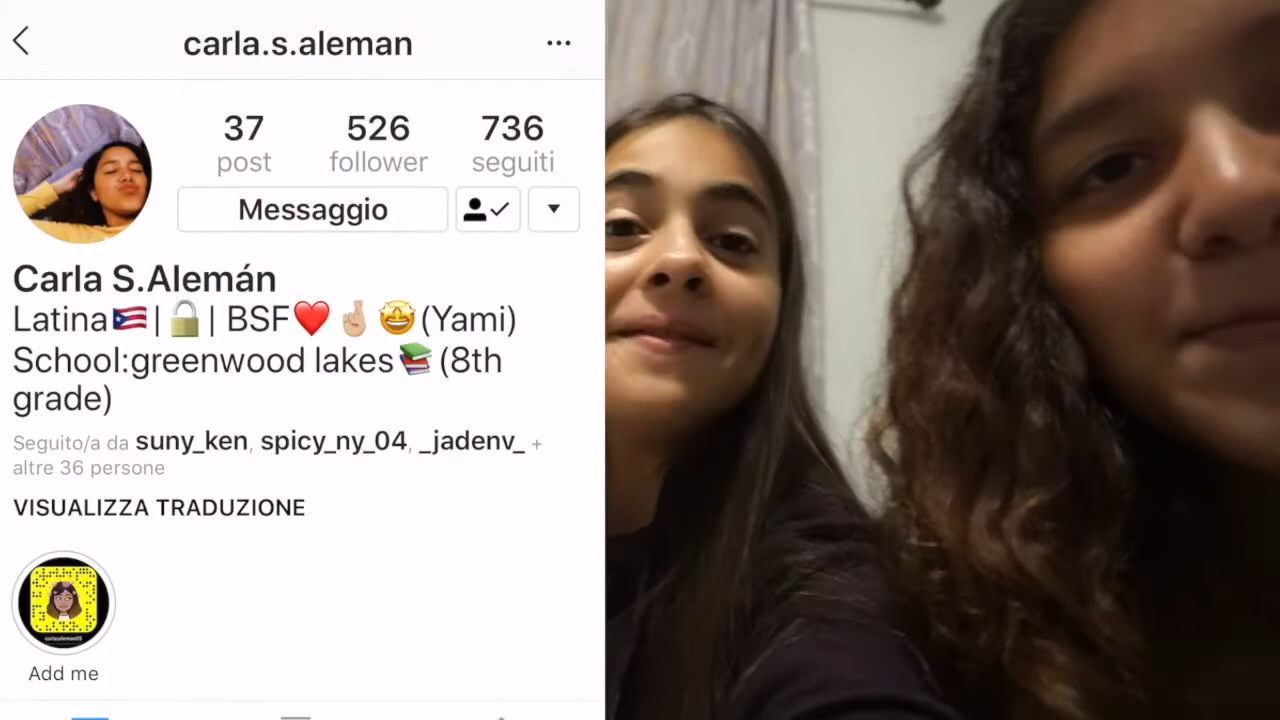 carla.s.aleman
37 526 736
post follower seguiti
Messaggio
Carla S.Alemán
Latina🇵🇷|🔓| BSF❤️🤞🏼🤩(Yami)
School:greenwood lakes📚(8th
grade)
Seguito/a da suny_ken, spicy_ny_04, _jadenv_ +
altre 36 persone
VISUALIZZA TRADUZIONE
Add me